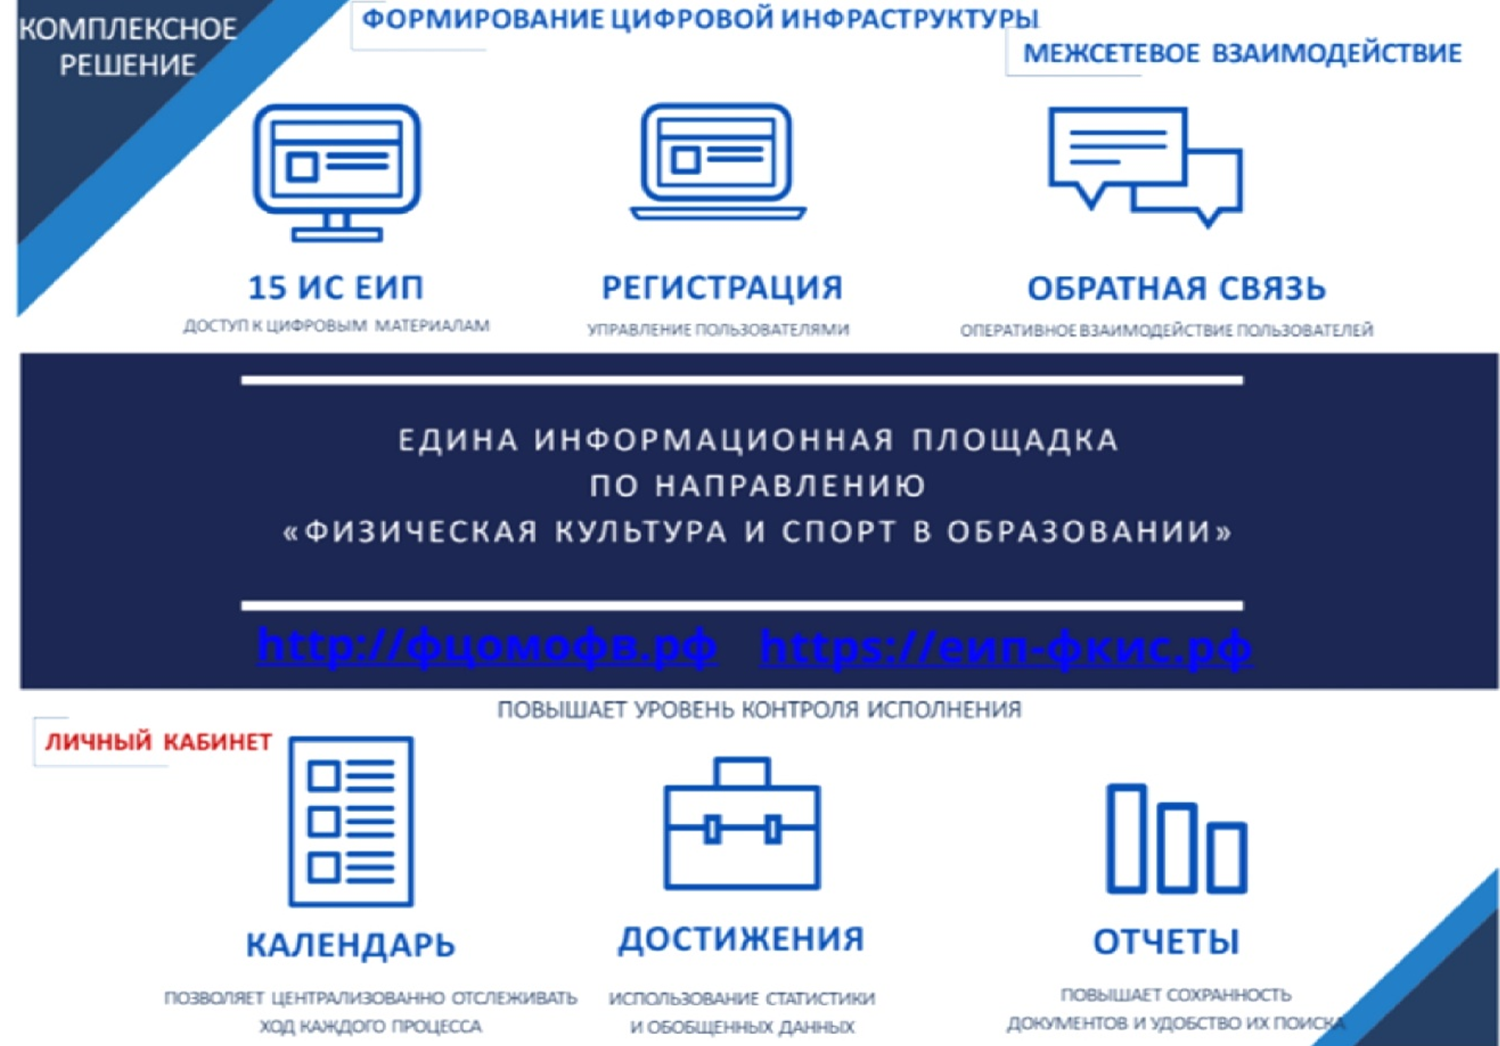 КОМПЛЕКСНОЕ
РЕШЕНИЕ
ФОРМИРОВАНИЕ ЦИФРОВОЙ ИНФРАСТРУКТУРЫ
МЕЖСЕТЕВОЕ ВЗАИМОДЕЙСТВИЕ
15 ИС ЕИП
ДОСТУП К ЦИФРОВЫМ МАТЕРИАЛАМ
РЕГИСТРАЦИЯ
УПРАВЛЕНИЕ ПОЛЬЗОВАТЕЛЯМИ
ОБРАТНАЯ СВЯЗЬ
ОПЕРАТИВНОЕ ВЗАИМОДЕЙСТВИЕ ПОЛЬЗОВАТЕЛЕЙ
ЕДИНА ИНФОРМАЦИОННАЯ ПЛОЩАДКА
ПО НАПРАВЛЕНИЮ
«ФИЗИЧЕСКАЯ КУЛЬТУРА И СПОРТ В ОБРАЗОВАНИИ»
http://фцомофв.рф https://еип-фкис.рф
ПОВЫШАЕТ УРОВЕНЬ КОНТРОЛЯ ИСПОЛНЕНИЯ
ЛИЧНЫЙ КАБИНЕТ
КАЛЕНДАРЬ
ПОЗВОЛЯЕТ ЦЕНТРАЛИЗОВАННО ОТСЛЕЖИВАТЬ
ХОД КАЖДОГО ПРОЦЕССА
ДОСТИЖЕНИЯ
ИСПОЛЬЗОВАНИЕ СТАТИСТИКИ
И ОБОБЩЕННЫХ ДАННЫХ
ОТЧЕТЫ
ПОВЫШАЕТ СОХРАННОСТЬ
ДОКУМЕНТОВ И УДОБСТВО ИХ ПОИСКА